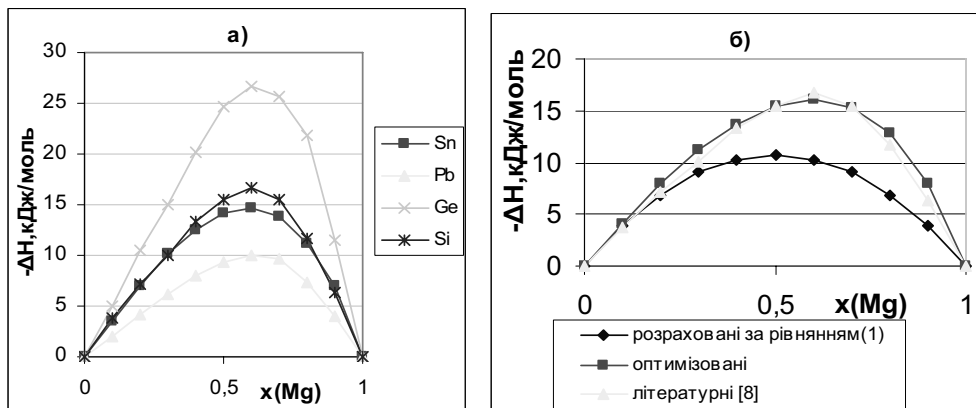 а)
-ΔH,кДж/моль
30
25
20
15
10
5
0
0
0,5
1
x(Mg)
Sn
Pb
Ge
Si
б)
-ΔH,кДж/моль
20
15
10
5
0
0
0,5
x(Mg)
1
розраховані за рівнянням(1)
оптимізовані
літературні [8]